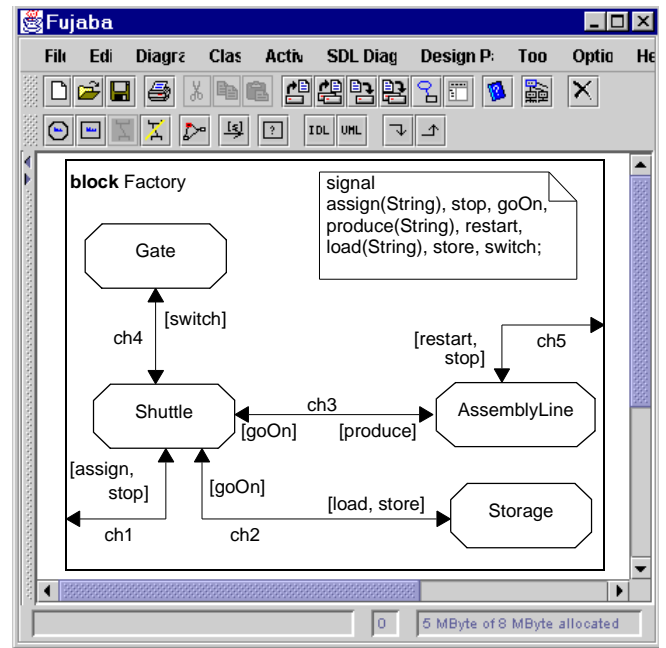 Fujaba
File Edi Diagra Clas Activ SDL Diag Design P Too Optio He
IDL UML
block Factory
signal
assign(String), stop, goOn,
produce(String), restart,
load(String), store, switch;
Gate
[switch]
ch4
[restart,
stop]
ch5
Shuttle
ch3
AssemblyLine
[goOn]
[produce]
[assign,
stop]
[goOn]
[load, store]
Storage
ch1
ch2
0
5 MByte of 8 MByte allocated